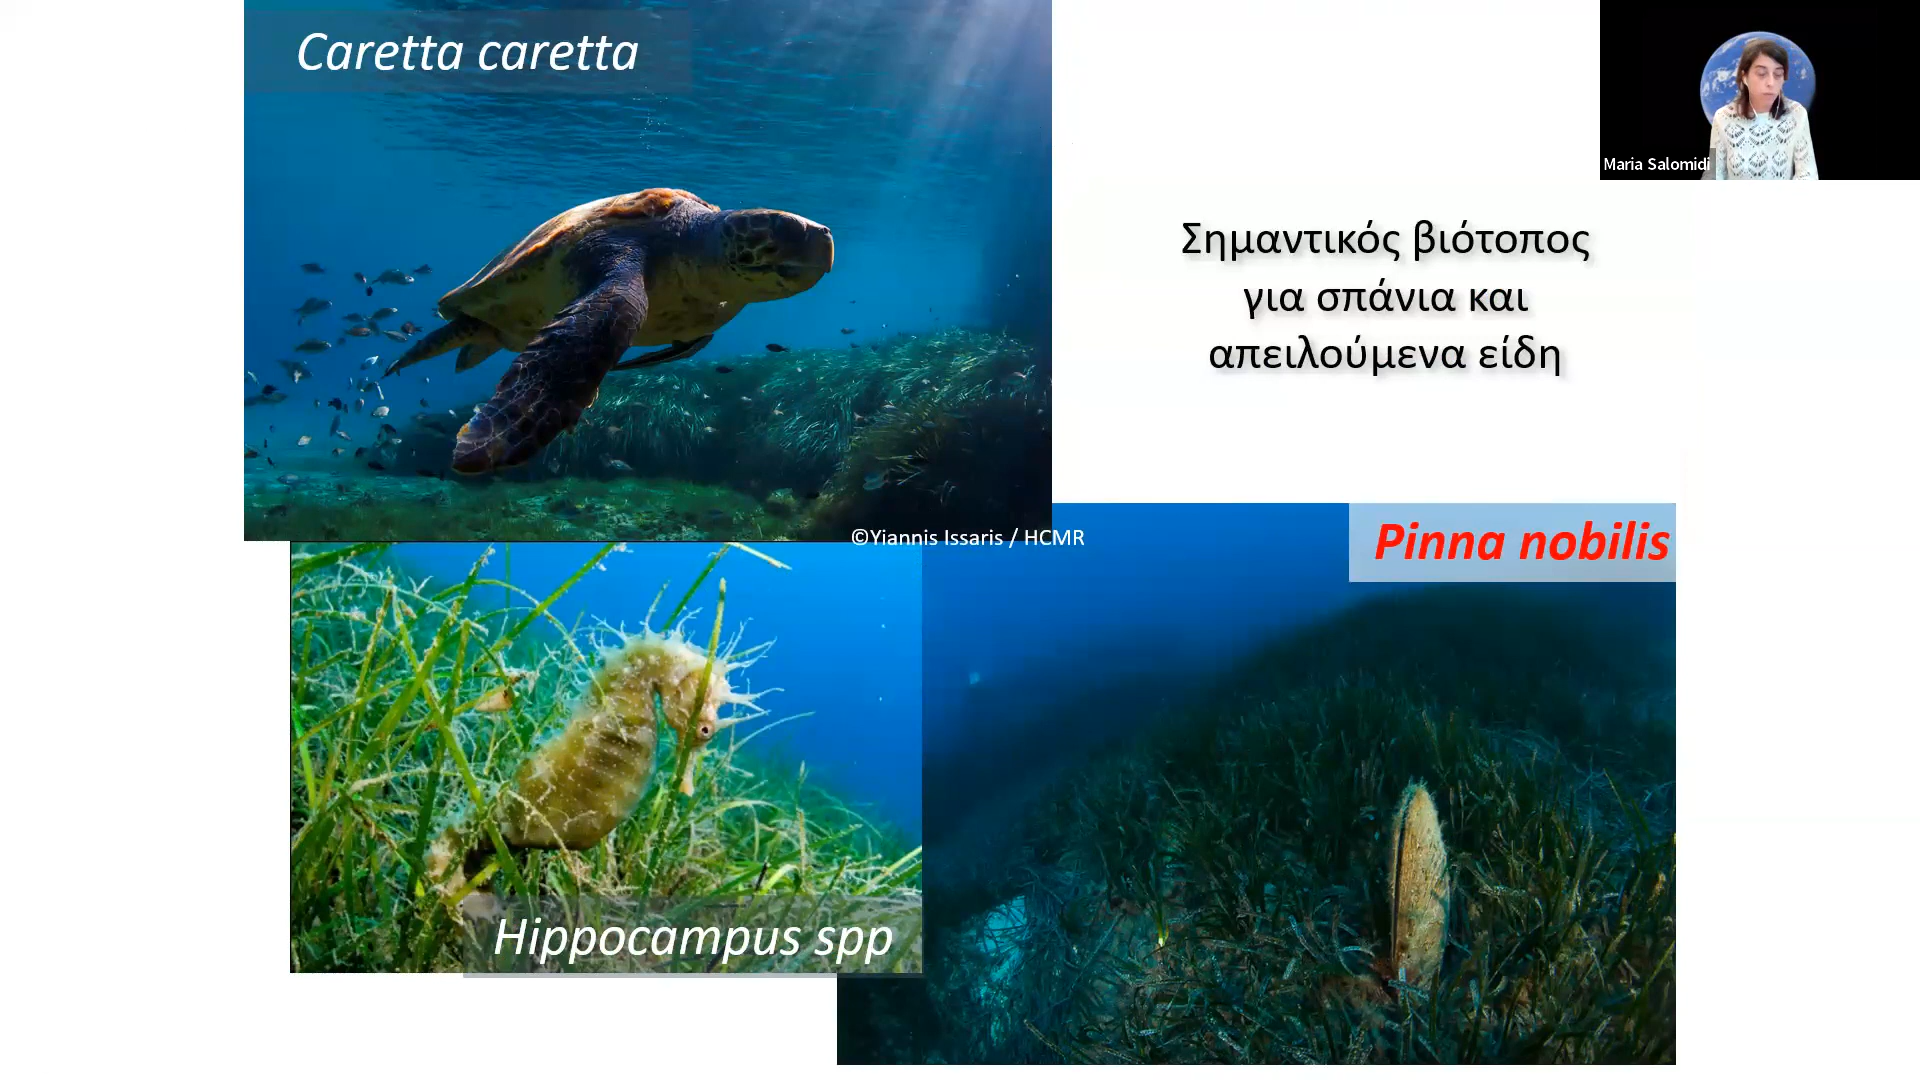 Caretta caretta
Maria Salomidi
Σημαντικός βιότοπος
για σπάνια και
απειλούμενα είδη
©Yiannis Issaris / HCMR
Pinna nobilis
Hippocampus spp